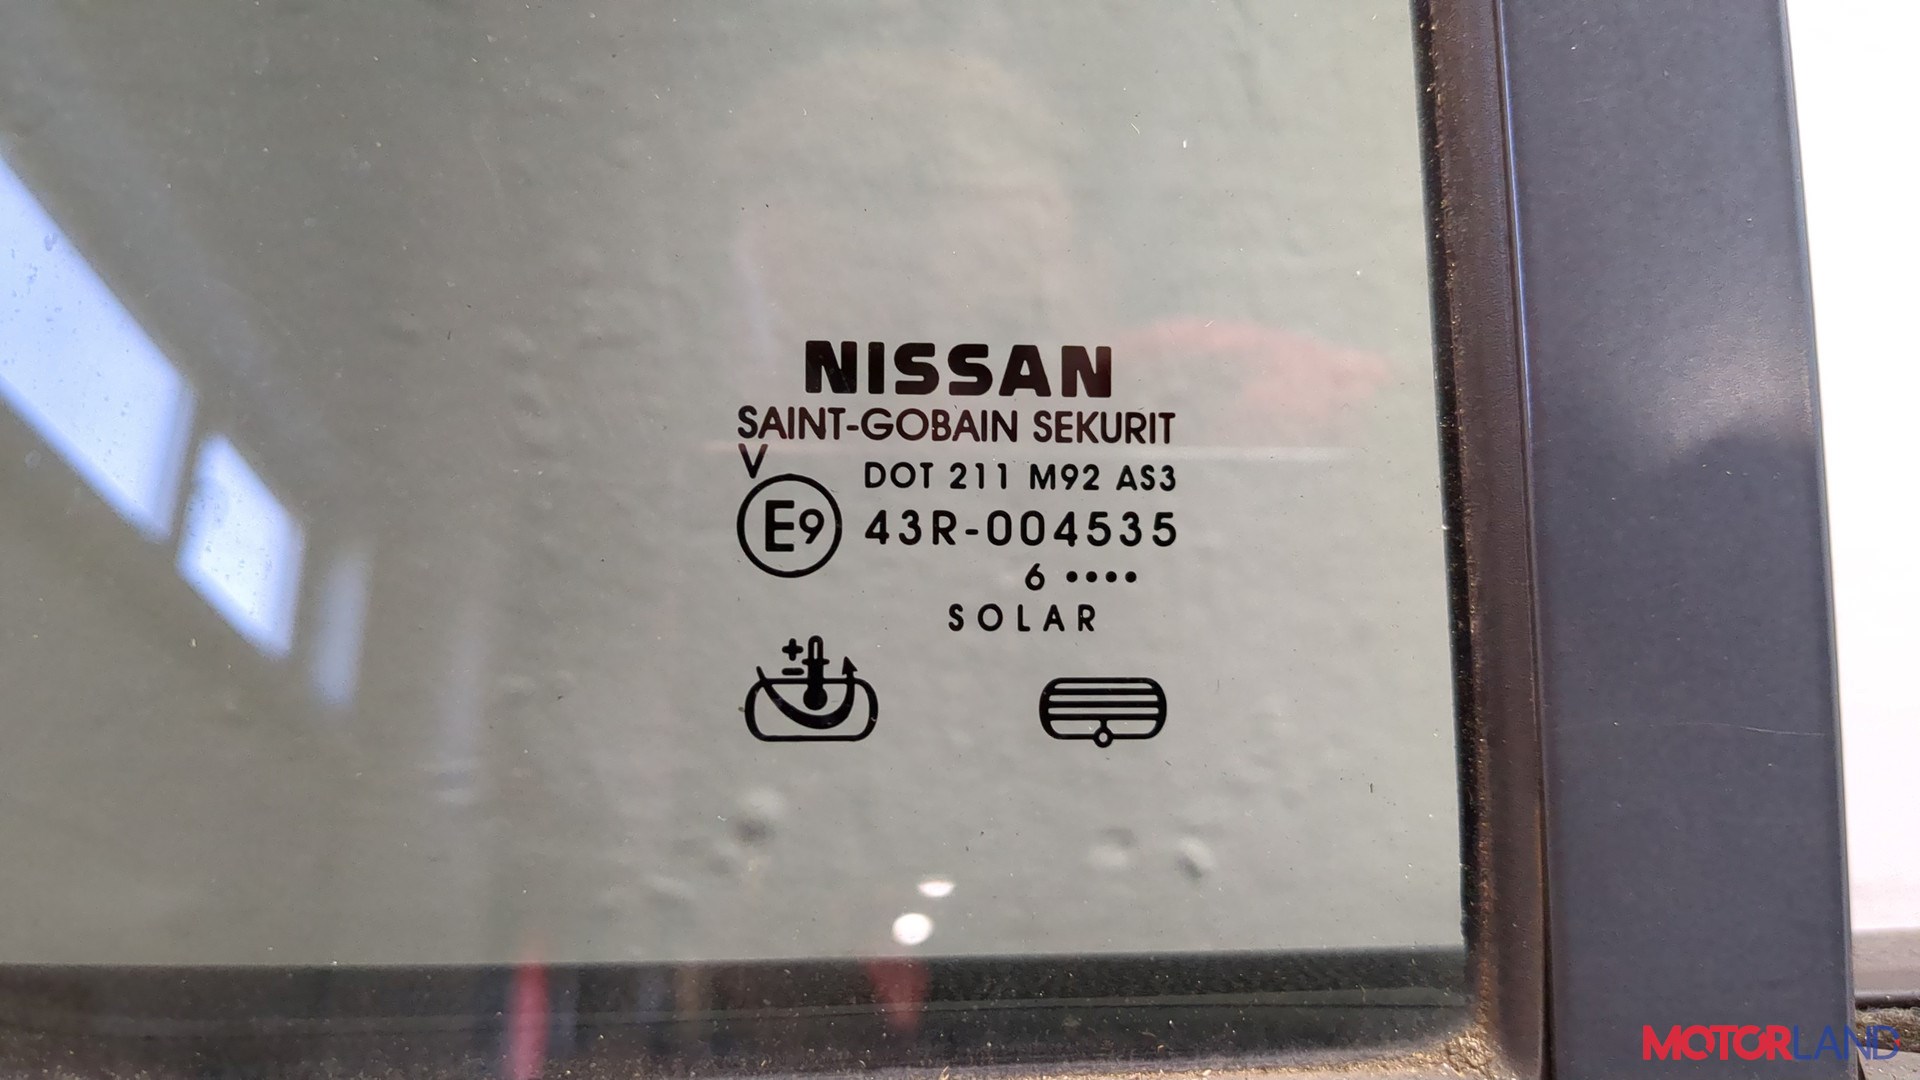 NISSAN
SAINT-GOBAIN SEKURIT
V
DOT 211 M92 AS3
E9 43R-004535
6 ••••
SOLAR
MOTORLAND